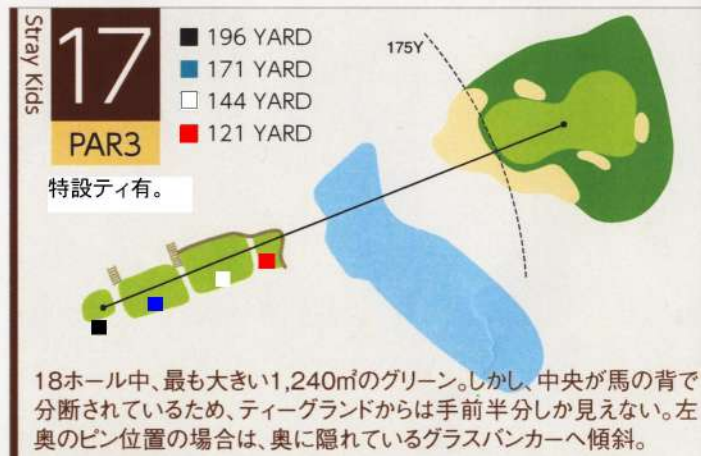 Stray Kids
17
PAR3
特設ティ有。
196 YARD
171 YARD
144 YARD
121 YARD
175Y
18ホール中、最も大きい1,240㎡のグリーン。しかし、中央が馬の背で
分断されているため、ティーグランドからは手前半分しか見えない。左
奥のピン位置の場合は、奥に隠れているグラスバンカーへ傾斜。